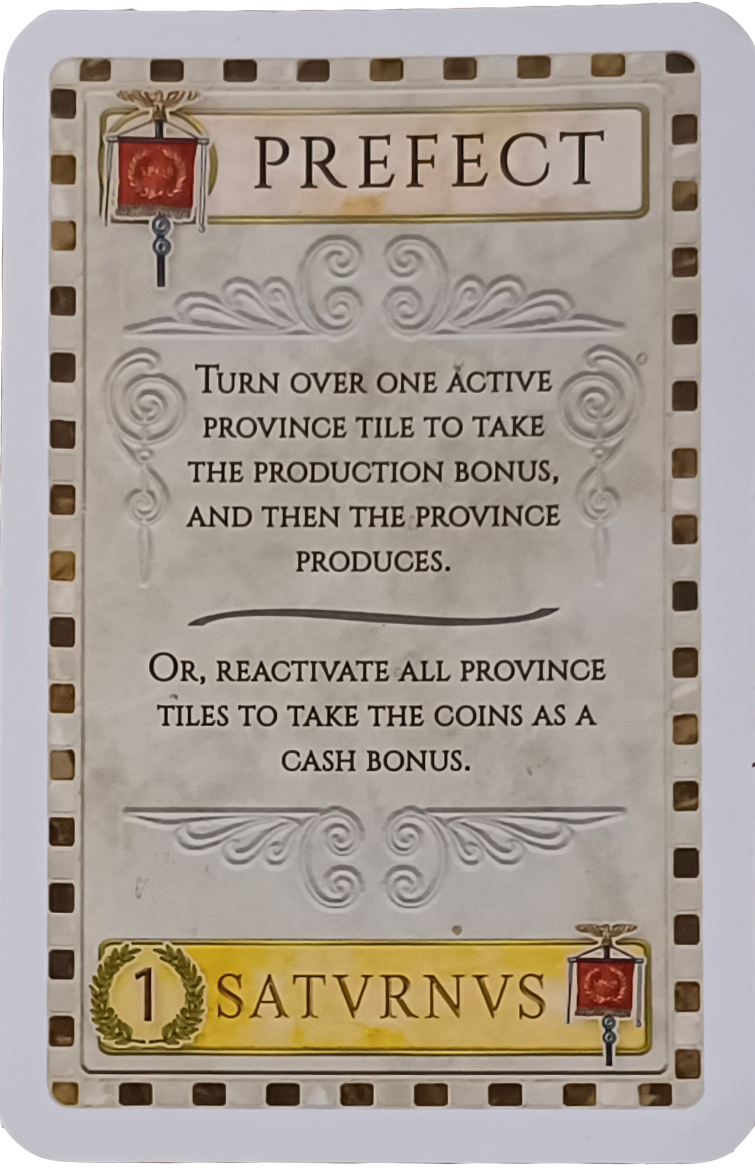 PREFECT
TURN OVER ONE ACTIVE
PROVINCE TILE TO TAKE
THE PRODUCTION BONUS,
AND THEN THE PROVINCE
PRODUCES.
OR, REACTIVATE ALL PROVINCE
TILES TO TAKE THE COINS AS A
CASH BONUS.
1 SATVRNVS